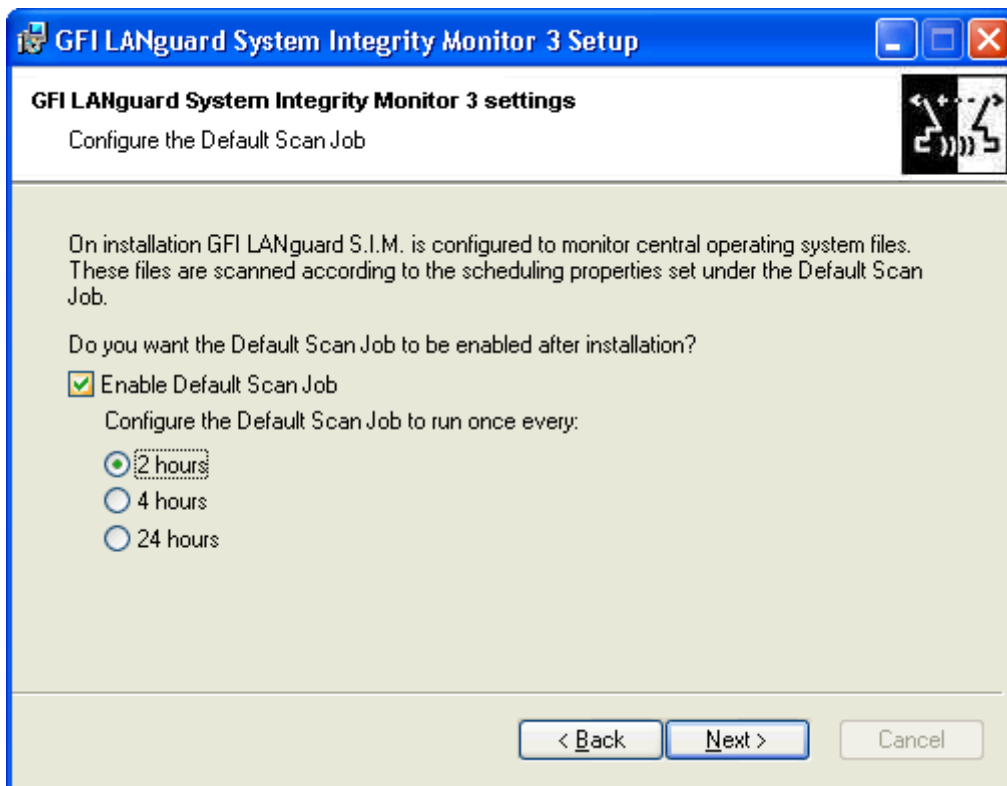 GFI LANguard System Integrity Monitor 3 Setup
GFI LANguard System Integrity Monitor 3 settings
Configure the Default Scan Job
On installation GFI LANguard S.I.M. is configured to monitor central operating system files.
These files are scanned according to the scheduling properties set under the Default Scan
Job.
Do you want the Default Scan Job to be enabled after installation?
Enable Default Scan Job
Configure the Default Scan Job to run once every:
2 hours
4 hours
24 hours
< Back
Next >
Cancel